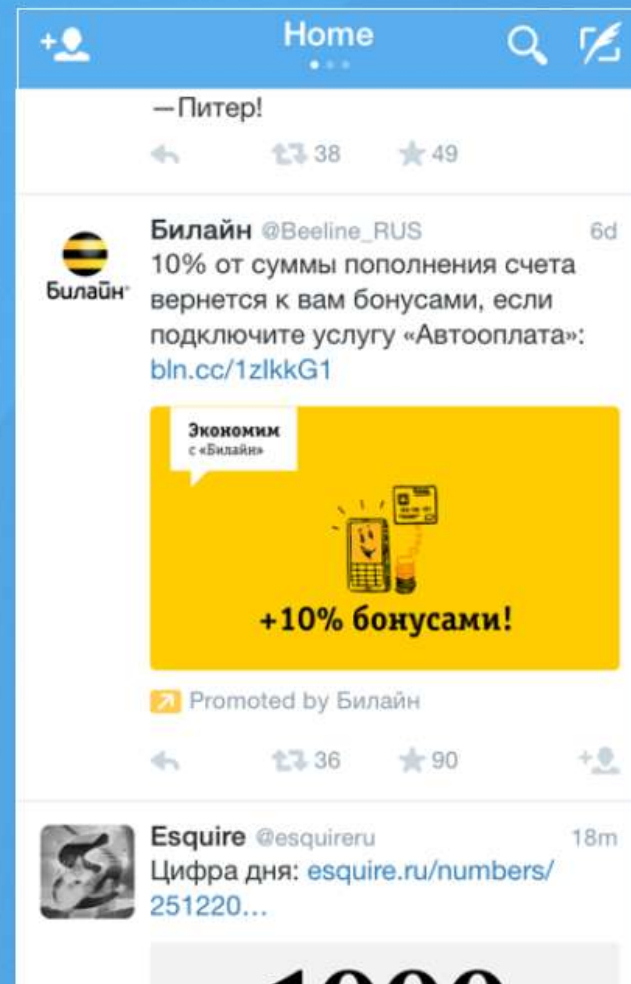 Home
—Питер!
38 49
Билайн @Beeline_RUS 6d
10% от суммы пополнения счета
вернется к вам бонусами, если
подключите услугу «Автооплата»:
bln.cc/1zlkkG1
Билайн
Экономим
с «Билайн»
+10% бонусами!
Promoted by Билайн
36 90
Esquire @esquireru 18m
Цифра дня: esquire.ru/numbers/
251220...